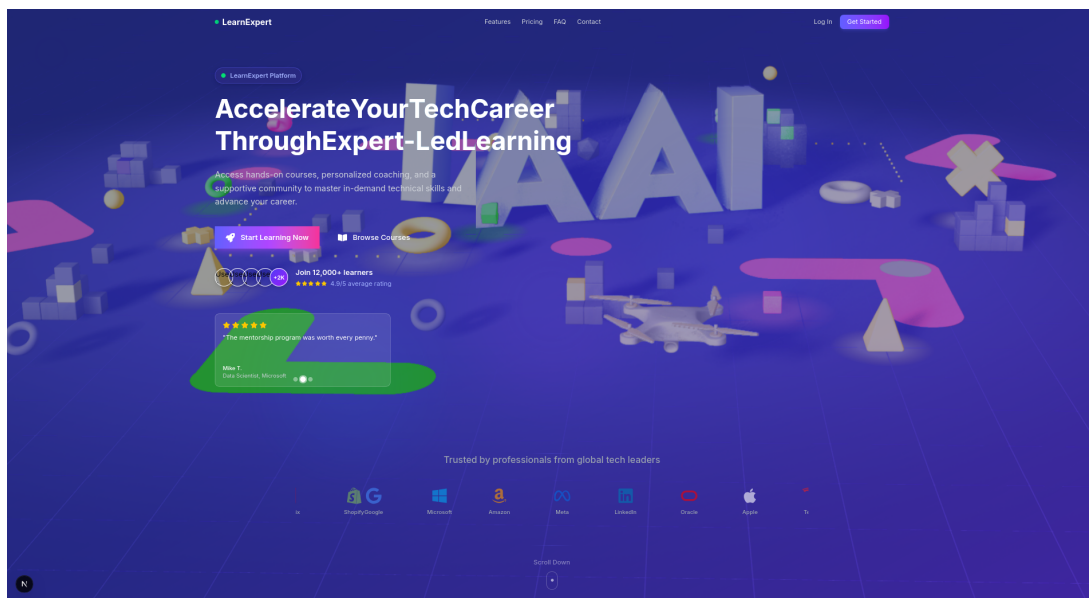 LearnExpert
Features Pricing FAQ Contact
Log In Get Started
LearnExpert Platform
AccelerateYourTechCareer
ThroughExpert-LedLearning
IAAAI
Access hands-on courses, personalized coaching, and a
supportive community to master in-demand technical skills and
advance your career.
Start Learning Now Browse Courses
+2K
Join 12,000+ learners
4.9/5 average rating
"The mentorship program was worth every penny."
Mike T.
Data Scientist, Microsoft
Trusted by professionals from global tech leaders
ShopifyGoogle Microsoft Amazon Meta LinkedIn Oracle Apple
Scroll Down
N